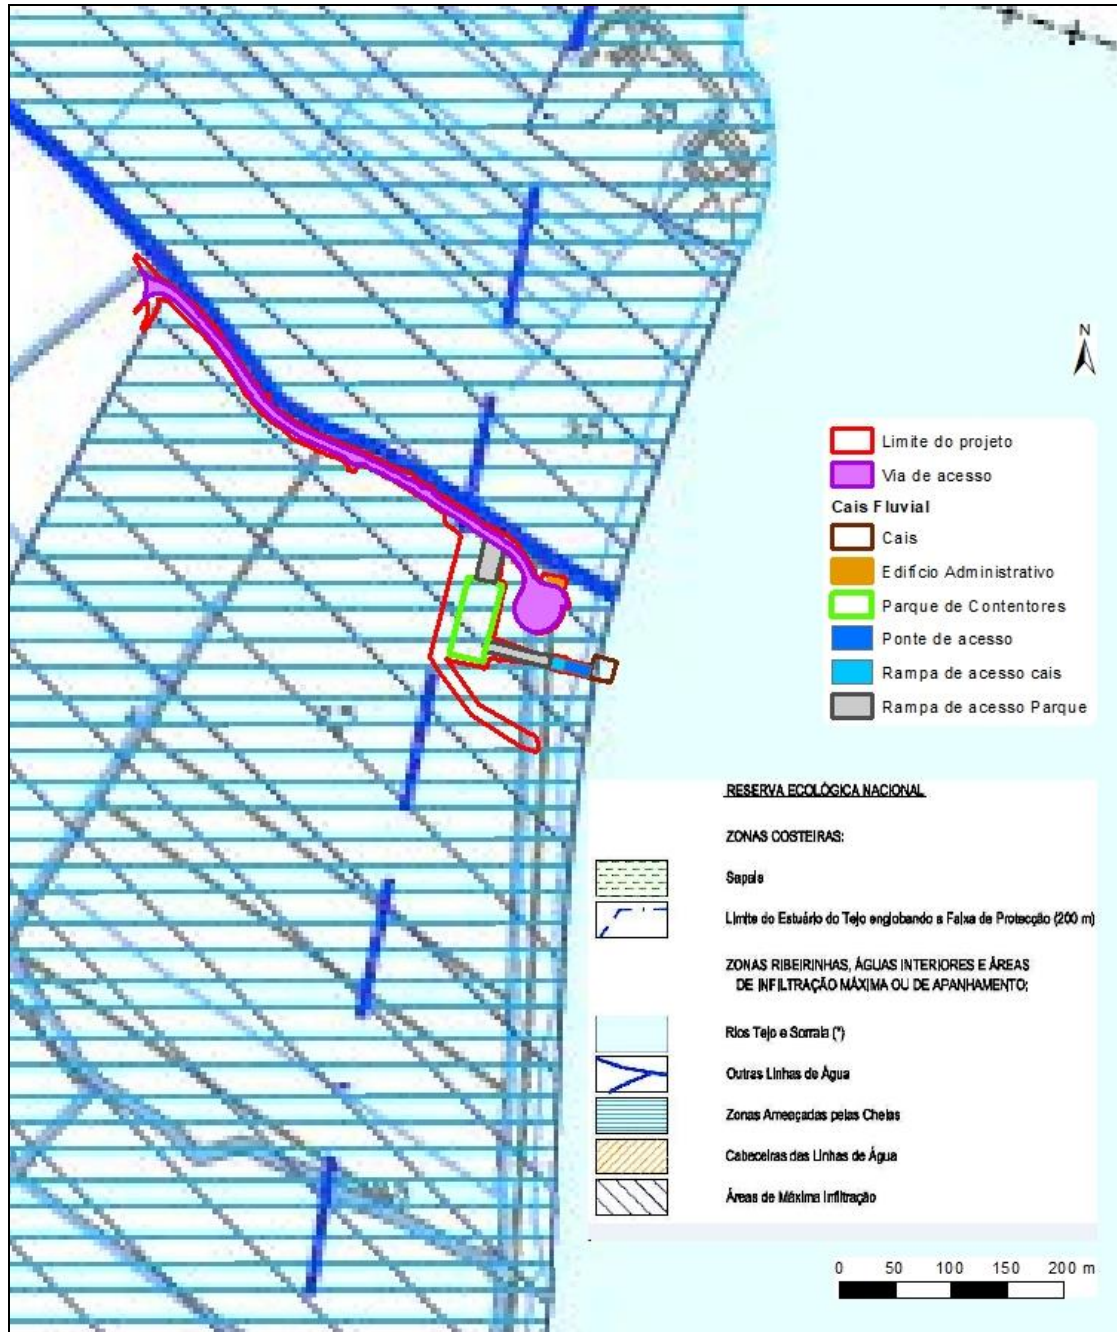 N
Limite do projeto
Via de acesso
Cais Fluvial
Cais
Edifício Administrativo
Parque de Contentores
Ponte de acesso
Rampa de acesso cais
Rampa de acesso Parque
RESERVA ECOLÓGICA NACIONAL
ZONAS COSTEIRAS:
Sapais
Limite do Estuário do Tejo englobando a Faixa de Protecção (200 m)
ZONAS RIBEIRINHAS, ÁGUAS INTERIORES E ÁREAS
DE INFILTRAÇÃO MÁXIMA OU DE APANHAMENTO:
Rios Tejo e Sorraia (*)
Outras Linhas de Água
Zonas Ameaçadas pelas Cheias
Cabeceiras das Linhas de Água
Áreas de Máxima Infiltração
0 50 100 150 200 m